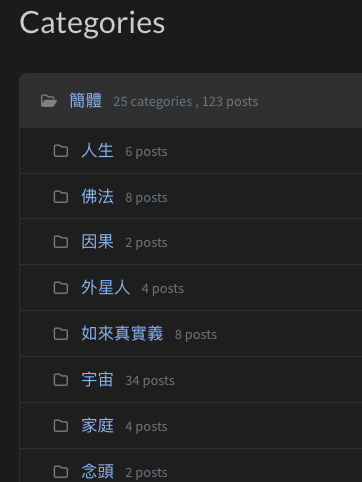 Categories
簡體 25 categories , 123 posts
人生 6 posts
佛法 8 posts
因果 2 posts
外星人 4 posts
如來真實義 8 posts
宇宙 34 posts
家庭 4 posts
念頭 2 posts